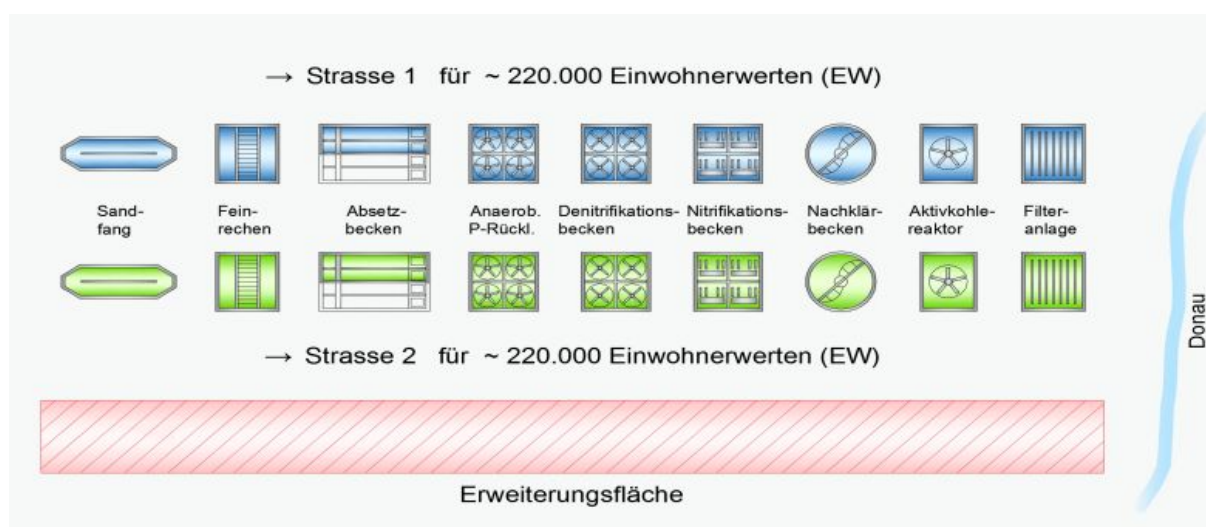 → Strasse 1 für ~ 220.000 Einwohnerwerten (EW)
Sand-
fang
Fein-
rechen
Absetz-
becken
Anaerob.
P-Rückl.
Denitrifikations-
becken
Nitrifikations-
becken
Nachklär-
becken
Aktivkohle-
reaktor
Filter-
anlage
→ Strasse 2 für ~ 220.000 Einwohnerwerten (EW)
Erweiterungsfläche
Donau